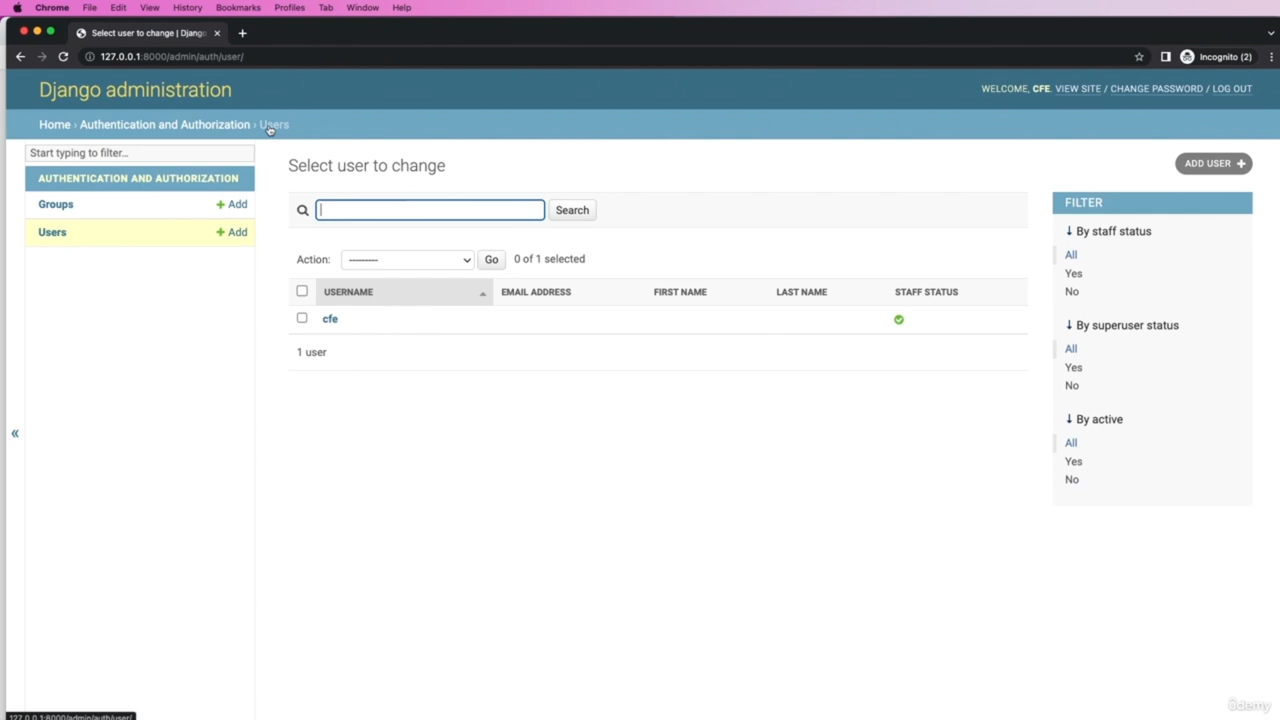 Chrome File Edit View History Bookmarks Profiles Tab Window Help
Select user to change | Django
127.0.0.1:8000/admin/auth/user/
Incognito (2)
Django administration
WELCOME, CFE. VIEW SITE / CHANGE PASSWORD / LOG OUT
Home › Authentication and Authorization › Users
Start typing to filter...
AUTHENTICATION AND AUTHORIZATION
Groups + Add
Users + Add
«
Select user to change
ADD USER +
Search
Action: --------- Go 0 of 1 selected
USERNAME EMAIL ADDRESS FIRST NAME LAST NAME STAFF STATUS
cfe
1 user
FILTER
↓ By staff status
All
Yes
No
↓ By superuser status
All
Yes
No
↓ By active
All
Yes
No
127.0.0.1:8000/admin/auth/user/
ûdemy